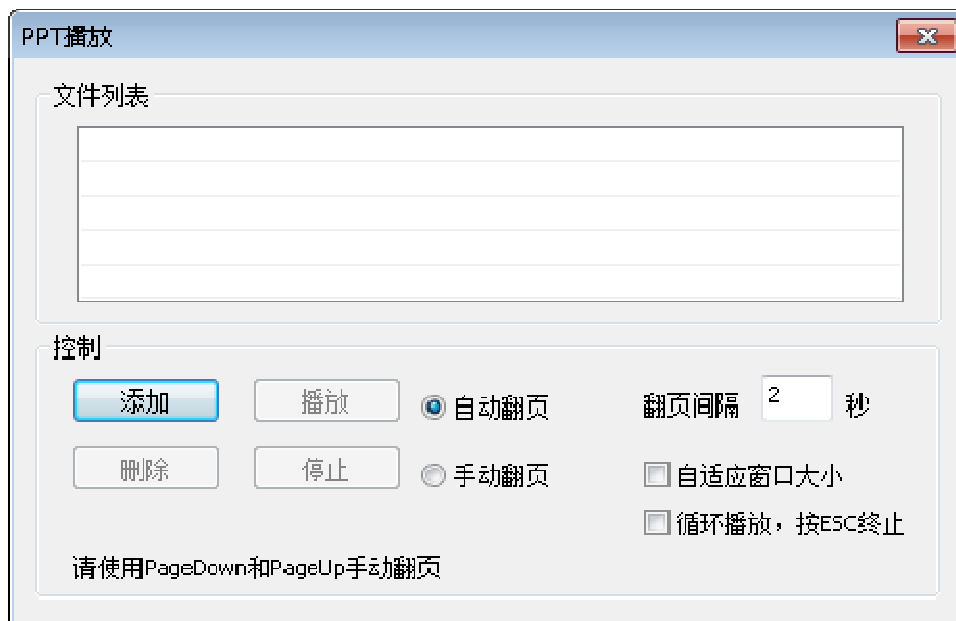 PPT播放
文件列表
控制
添加 播放 自动翻页 翻页间隔 2 秒
删除 停止 手动翻页 自适应窗口大小
循环播放，按ESC终止
请使用PageDown和PageUp手动翻页